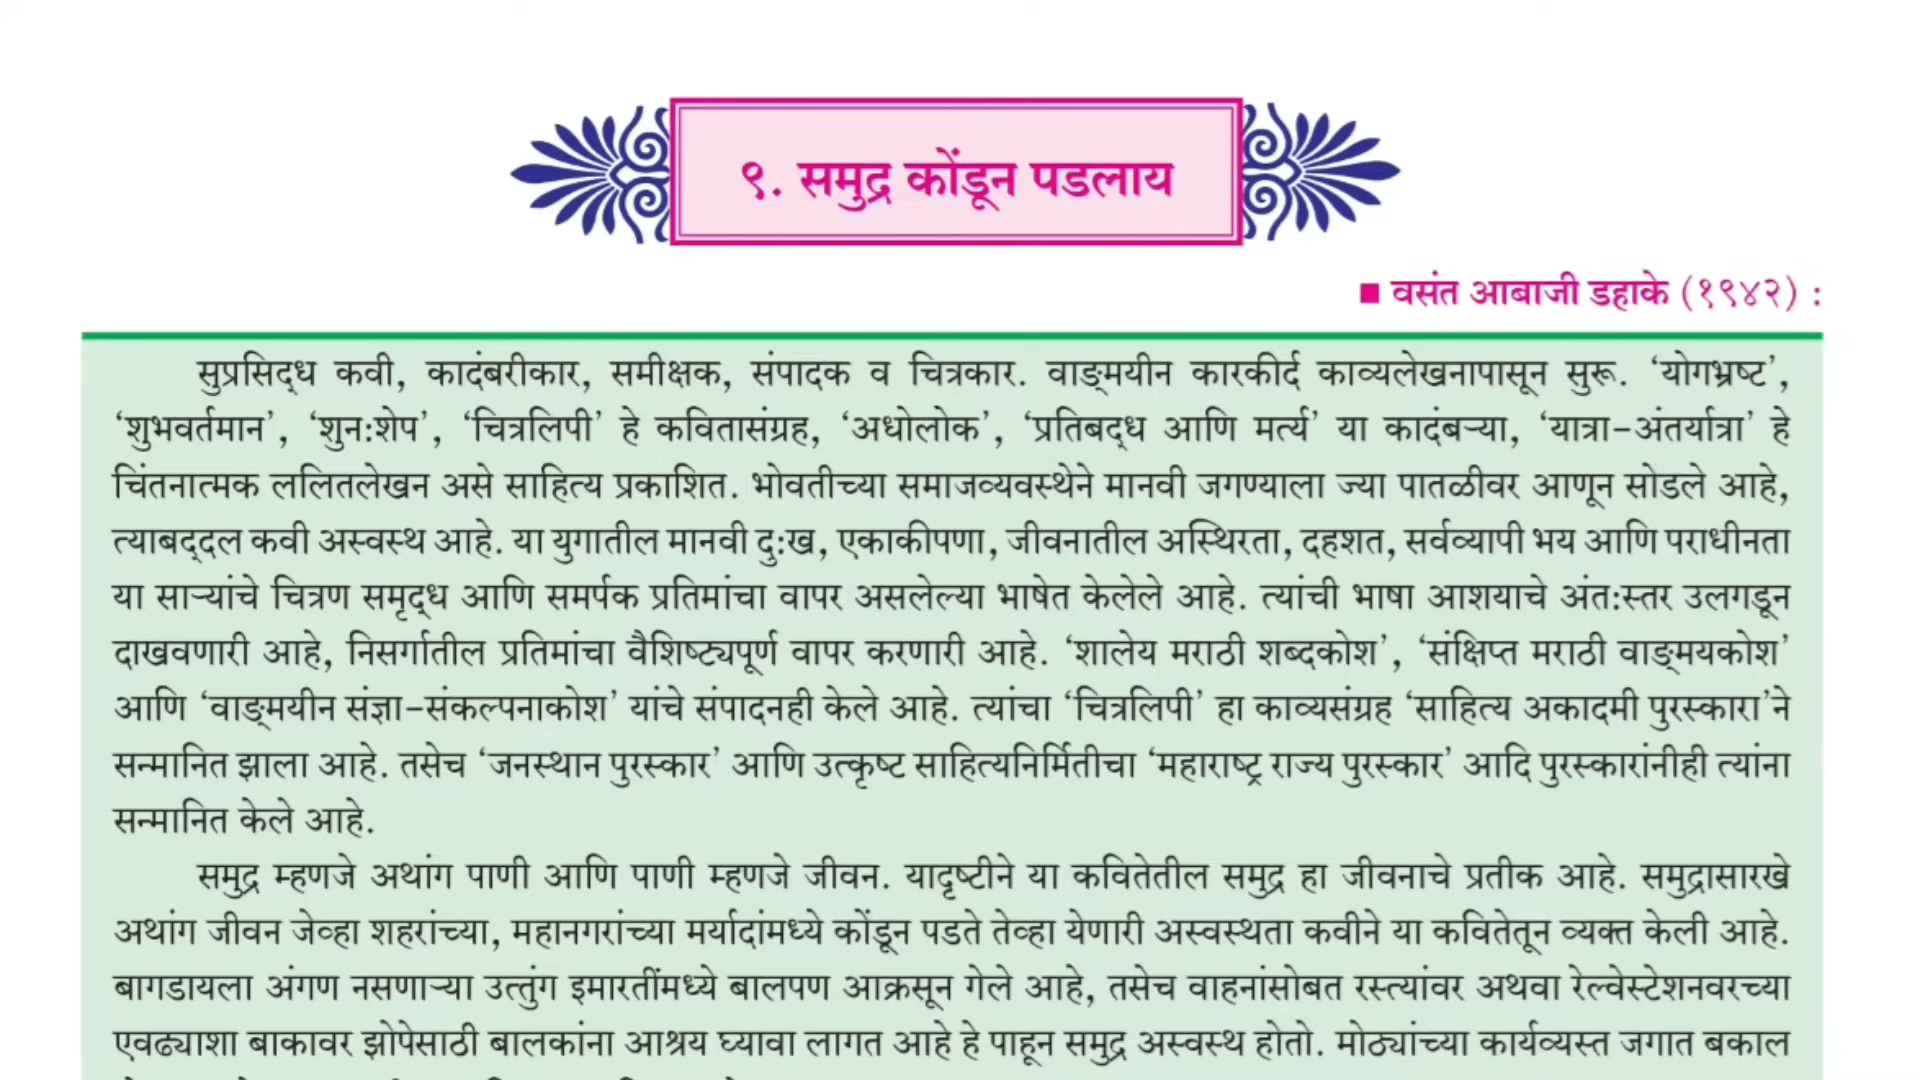 ९. समुद्र कोंडून पडलाय
■ वसंत आबाजी डहाके (१९४२) :
सुप्रसिद्ध कवी, कादंबरीकार, समीक्षक, संपादक व चित्रकार. वाङ्मयीन कारकीर्द काव्यलेखनापासून सुरू. ‘योगभ्रष्ट’,
‘शुभवर्तमान’, ‘शुन:शेप’, ‘चित्रलिपी’ हे कवितासंग्रह, ‘अधोलोक’, ‘प्रतिबद्ध आणि मर्त्य’ या कादंबऱ्या, ‘यात्रा-अंतर्यात्रा’ हे
चिंतनात्मक ललितलेखन असे साहित्य प्रकाशित. भोवतीच्या समाजव्यवस्थेने मानवी जगण्याला ज्या पातळीवर आणून सोडले आहे,
त्याबद्दल कवी अस्वस्थ आहे. या युगातील मानवी दु:ख, एकाकीपणा, जीवनातील अस्थिरता, दहशत, सर्वव्यापी भय आणि पराधीनता
या साऱ्यांचे चित्रण समृद्ध आणि समर्पक प्रतिमांचा वापर असलेल्या भाषेत केलेले आहे. त्यांची भाषा आशयाचे अंत:स्तर उलगडून
दाखवणारी आहे, निसर्गातील प्रतिमांचा वैशिष्ट्यपूर्ण वापर करणारी आहे. ‘शालेय मराठी शब्दकोश’, ‘संक्षिप्त मराठी वाङ्मयकोश’
आणि ‘वाङ्मयीन संज्ञा-संकल्पनाकोश’ यांचे संपादनही केले आहे. त्यांचा ‘चित्रलिपी’ हा काव्यसंग्रह ‘साहित्य अकादमी पुरस्कारा’ने
सन्मानित झाला आहे. तसेच ‘जनस्थान पुरस्कार’ आणि उत्कृष्ट साहित्यनिर्मितीचा ‘महाराष्ट्र राज्य पुरस्कार’ आदि पुरस्कारांनीही त्यांना
सन्मानित केले आहे.
समुद्र म्हणजे अथांग पाणी आणि पाणी म्हणजे जीवन. यादृष्टीने या कवितेतील समुद्र हा जीवनाचे प्रतीक आहे. समुद्रासारखे
अथांग जीवन जेव्हा शहरांच्या, महानगरांच्या मर्यादांमध्ये कोंडून पडते तेव्हा येणारी अस्वस्थता कवीने या कवितेतून व्यक्त केली आहे.
बागडायला अंगण नसणाऱ्या उत्तुंग इमारतींमध्ये बालपण आक्रसून गेले आहे, तसेच वाहनांसोबत रस्त्यांवर अथवा रेल्वेस्टेशनवरच्या
एवढ्याशा बाकावर झोपेसाठी बालकांना आश्रय घ्यावा लागत आहे हे पाहून समुद्र अस्वस्थ होतो. मोठ्यांच्या कार्यव्यस्त जगात बकाल